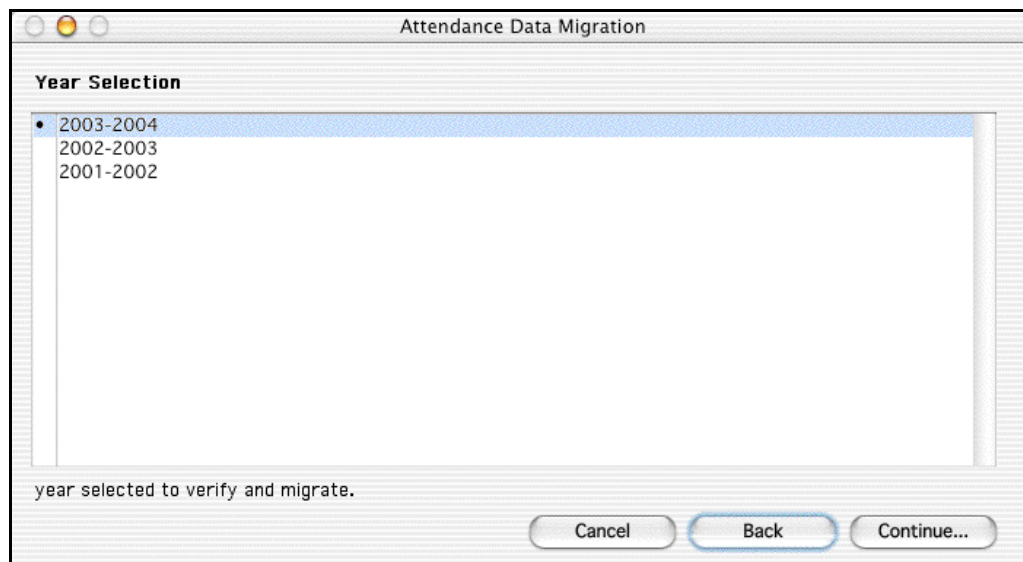 Attendance Data Migration
Year Selection
• 2003-2004
2002-2003
2001-2002
year selected to verify and migrate.
Cancel Back Continue...